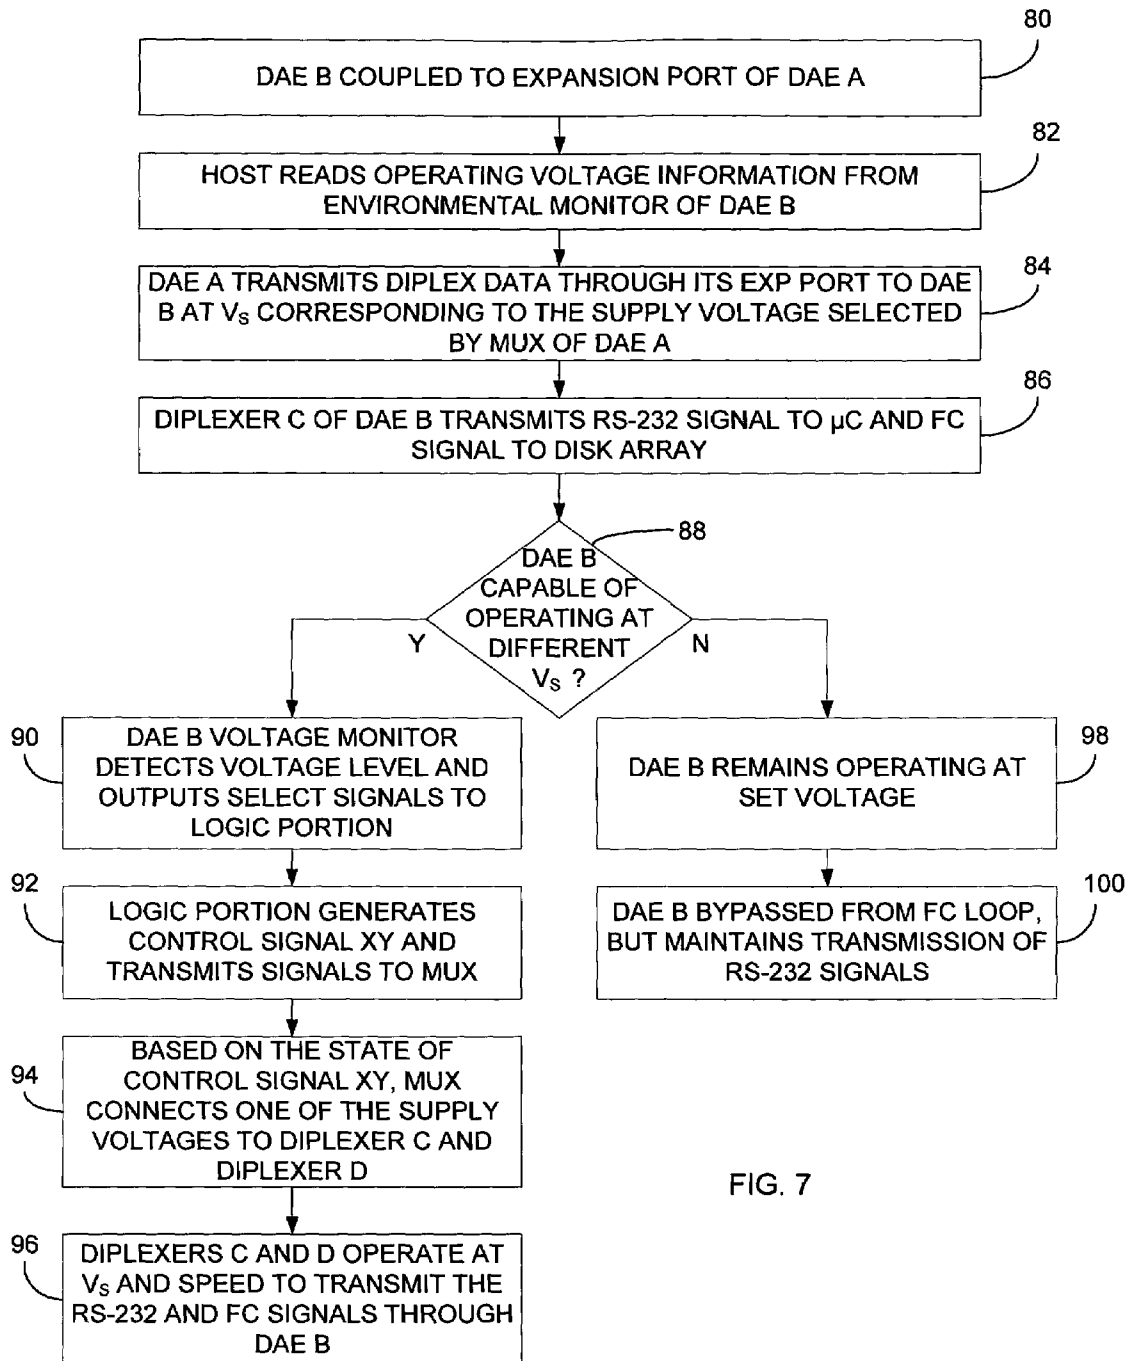 80
DAE B COUPLED TO EXPANSION PORT OF DAE A
82
HOST READS OPERATING VOLTAGE INFORMATION FROM
ENVIRONMENTAL MONITOR OF DAE B
84
DAE A TRANSMITS DIPLEX DATA THROUGH ITS EXP PORT TO DAE
B AT VS CORRESPONDING TO THE SUPPLY VOLTAGE SELECTED
BY MUX OF DAE A
86
DIPLEXER C OF DAE B TRANSMITS RS-232 SIGNAL TO µC AND FC
SIGNAL TO DISK ARRAY
88
DAE B
CAPABLE OF
OPERATING AT
DIFFERENT
VS ?
Y
N
90
DAE B VOLTAGE MONITOR
DETECTS VOLTAGE LEVEL AND
OUTPUTS SELECT SIGNALS TO
LOGIC PORTION
98
DAE B REMAINS OPERATING AT
SET VOLTAGE
92
LOGIC PORTION GENERATES
CONTROL SIGNAL XY AND
TRANSMITS SIGNALS TO MUX
100
DAE B BYPASSED FROM FC LOOP,
BUT MAINTAINS TRANSMISSION OF
RS-232 SIGNALS
94
BASED ON THE STATE OF
CONTROL SIGNAL XY, MUX
CONNECTS ONE OF THE SUPPLY
VOLTAGES TO DIPLEXER C AND
DIPLEXER D
96
DIPLEXERS C AND D OPERATE AT
VS AND SPEED TO TRANSMIT THE
RS-232 AND FC SIGNALS THROUGH
DAE B
FIG. 7